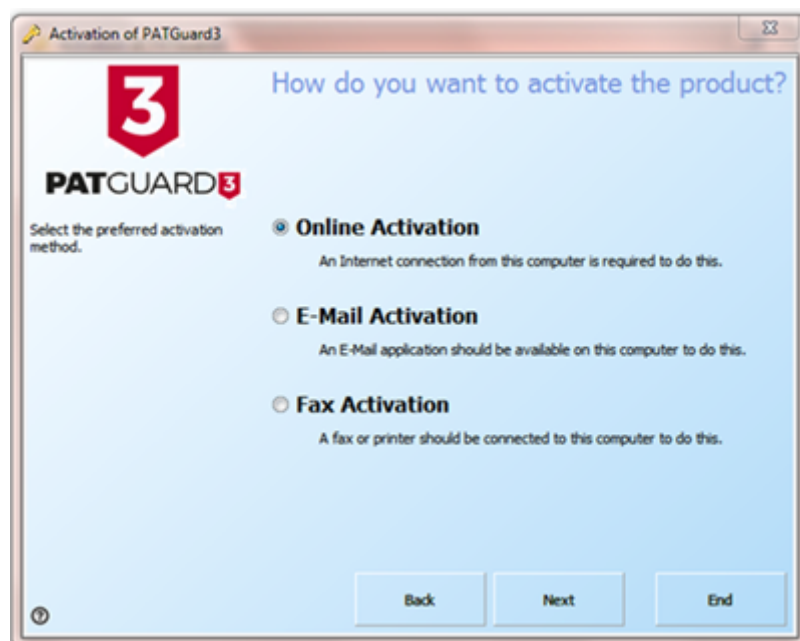 Activation of PATGuard3
3
PATGUARD3
Select the preferred activation
method.
How do you want to activate the product?
Online Activation
An Internet connection from this computer is required to do this.
E-Mail Activation
An E-Mail application should be available on this computer to do this.
Fax Activation
A fax or printer should be connected to this computer to do this.
?
Back Next End